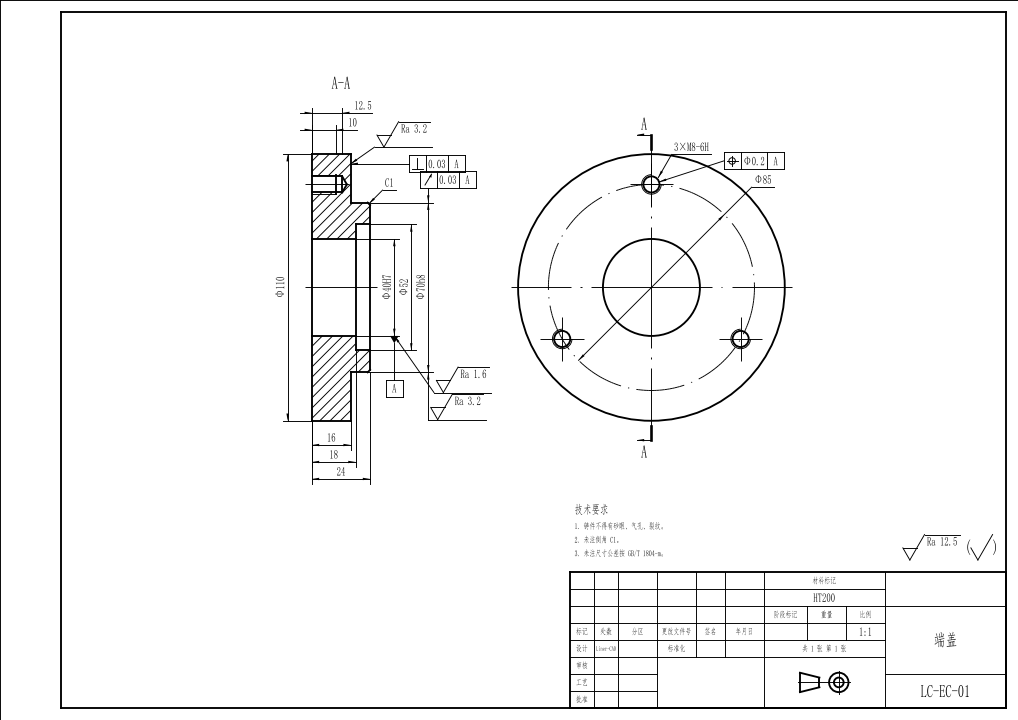 A-A
12.5
10
Ra 3.2
0.03 A
0.03 A
C1
Φ110
Φ40H7
Φ52
Φ70h8
Ra 1.6
Ra 3.2
A
16
18
24
A
3×M8-6H
Φ0.2 A
Φ85
A
技术要求
1. 铸件不得有砂眼、气孔、裂纹。
2. 未注倒角 C1。
3. 未注尺寸公差按 GB/T 1804-m。
Ra 12.5 (√)
材料标记
HT200
阶段标记 重量 比例
标记 处数 分区 更改文件号 签名 年月日 1:1
设计 标准化 共 1 张 第 1 张
审核
工艺
批准
端盖
LC-EC-01